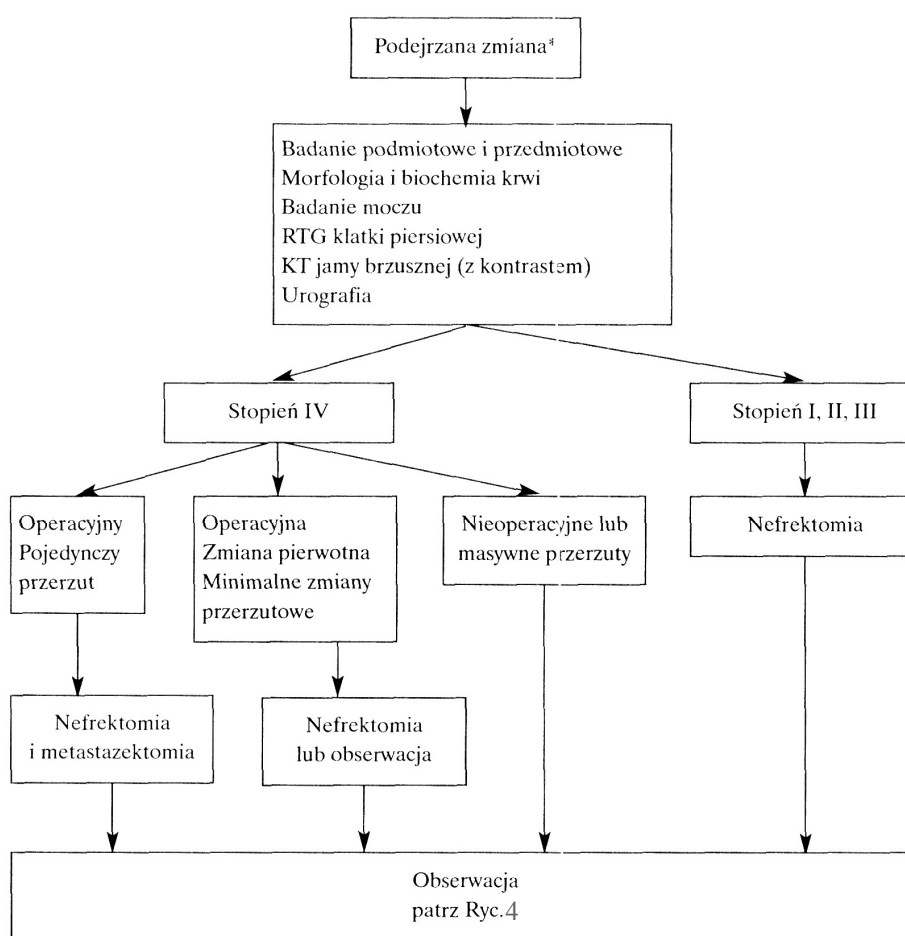 Podejrzana zmiana*
Badanie podmiotowe i przedmiotowe
Morfologia i biochemia krwi
Badanie moczu
RTG klatki piersiowej
KT jamy brzusznej (z kontrastem)
Urografia
Stopień IV
Stopień I, II, III
Operacyjny
Pojedynczy
przerzut
Operacyjna
Zmiana pierwotna
Minimalne zmiany
przerzutowe
Nieoperacyjne lub
masywne przerzuty
Nefrektomia
Nefrektomia
i metastazektomia
Nefrektomia
lub obserwacja
Obserwacja
patrz Ryc.4